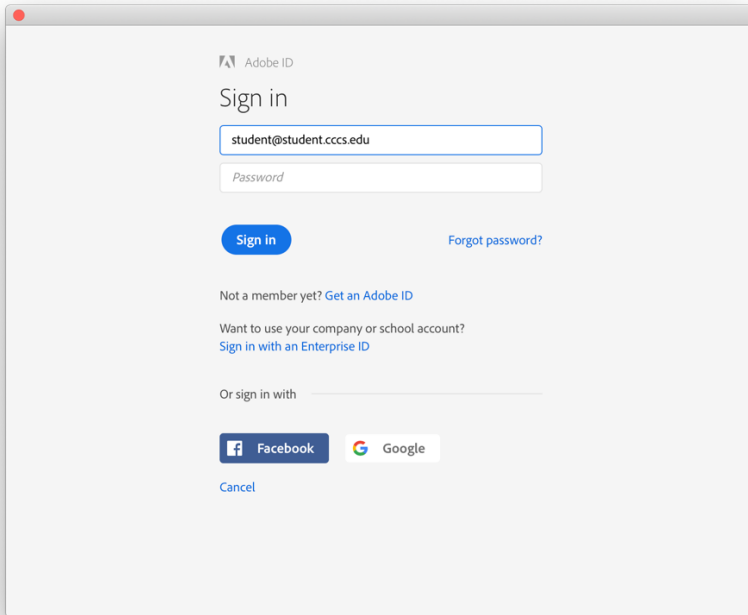 Adobe ID
Sign in
student@student.cccs.edu
Password
Sign in Forgot password?
Not a member yet? Get an Adobe ID
Want to use your company or school account?
Sign in with an Enterprise ID
Or sign in with
Facebook Google
Cancel